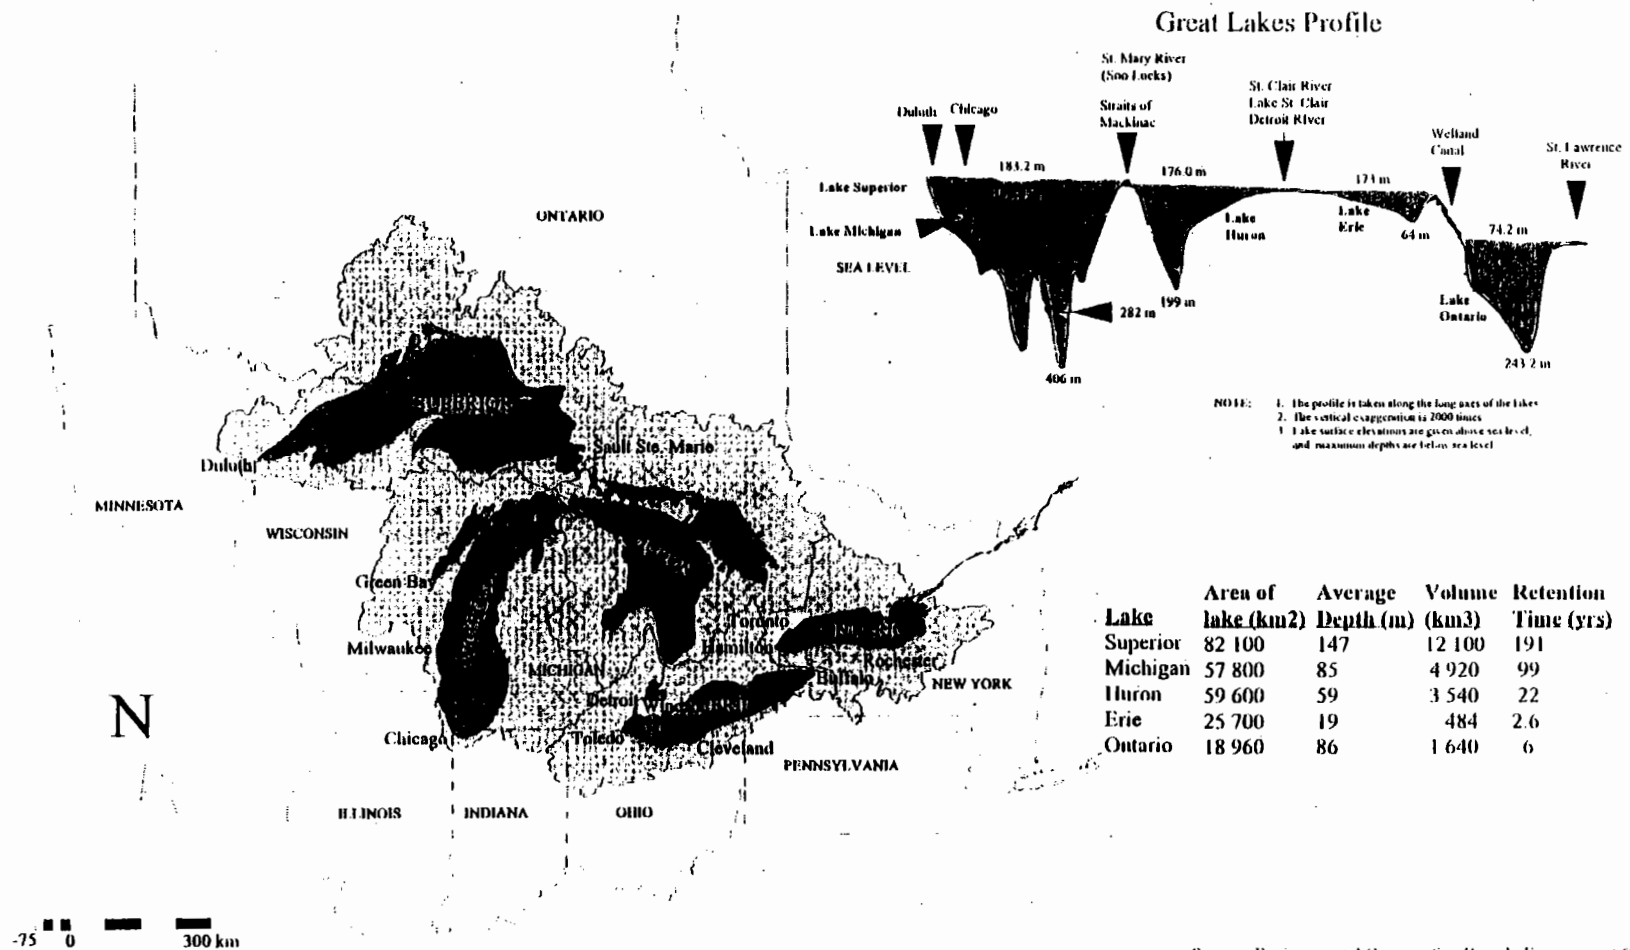 Great Lakes Profile
St. Mary River
(Soo Locks)
Straits of
Mackinac
St. Clair River
Lake St. Clair
Detroit River
Duluth
Chicago
Welland
Canal
St. Lawrence
River
183.2 m
176.0 m
173 m
74.2 m
Lake Superior
Lake Michigan
SEA LEVEL
Lake
Huron
Lake
Erie
64 m
199 m
282 m
406 m
Lake
Ontario
243.2 m
NOTE:
1. The profile is taken along the long axes of the lakes
2. The vertical exaggeration is 2000 times
3. Lake surface elevations are given above sea level,
and maximum depths are below sea level
ONTARIO
SUPERIOR
Sault Ste. Marie
Duluth
MINNESOTA
WISCONSIN
Green Bay
Milwaukee
MICHIGAN
Toronto
Hamilton
Rochester
Buffalo
NEW YORK
Detroit
Toledo
Cleveland
Chicago
PENNSYLVANIA
ILLINOIS
INDIANA
OHIO
N
-75 0 300 km
Lake Area of lake (km2) Average Depth (m) Volume (km3) Retention Time (yrs)
Superior 82 100 147 12 100 191
Michigan 57 800 85 4 920 99
Huron 59 600 59 3 540 22
Erie 25 700 19 484 2.6
Ontario 18 960 86 1 640 6